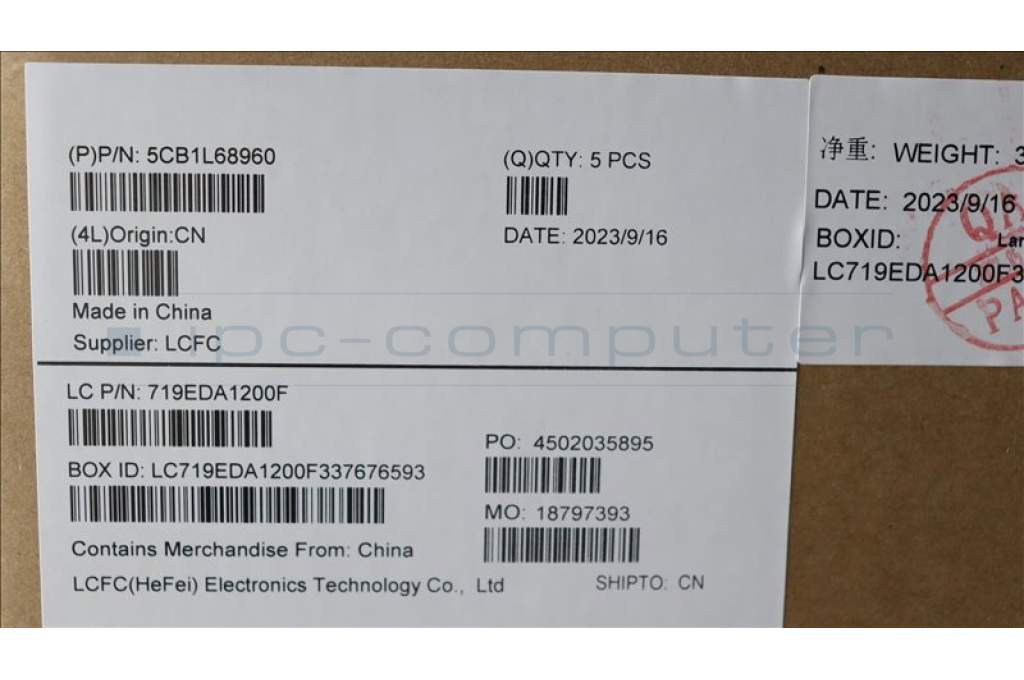 (P)P/N: 5CB1L68960
(Q)QTY: 5 PCS
(4L)Origin:CN
DATE: 2023/9/16
Made in China
Supplier: LCFC
LC P/N: 719EDA1200F
PO: 4502035895
BOX ID: LC719EDA1200F337676593
MO: 18797393
Contains Merchandise From: China
LCFC(HeFei) Electronics Technology Co., Ltd
SHIPTO: CN
净重: WEIGHT: 3
DATE: 2023/9/16
BOXID:
LC719EDA1200F3
ipc-computer